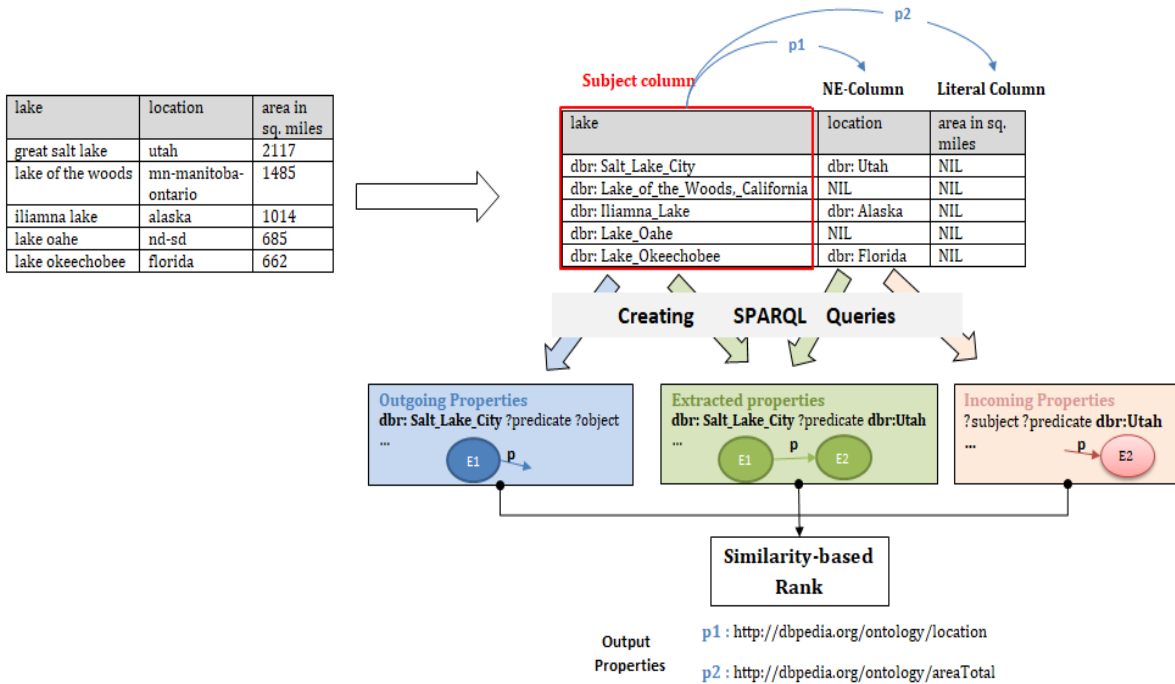 p2
p1
Subject column
NE-Column Literal Column
lake location area in
sq. miles
great salt lake utah 2117
lake of the woods mn-manitoba- 1485
ontario
iliamna lake alaska 1014
lake oahe nd-sd 685
lake okeechobee florida 662
lake location area in sq.
miles
dbr: Salt_Lake_City dbr: Utah NIL
dbr: Lake_of_the_Woods,_California NIL NIL
dbr: Iliamna_Lake dbr: Alaska NIL
dbr: Lake_Oahe NIL NIL
dbr: Lake_Okeechobee dbr: Florida NIL
Creating SPARQL Queries
Outgoing Properties
dbr: Salt_Lake_City ?predicate ?object
...
E1 p
Extracted properties
dbr: Salt_Lake_City ?predicate dbr:Utah
...
E1 p E2
Incoming Properties
?subject ?predicate dbr:Utah
...
p E2
Similarity-based
Rank
Output
Properties
p1 : http://dbpedia.org/ontology/location
p2 : http://dbpedia.org/ontology/areaTotal